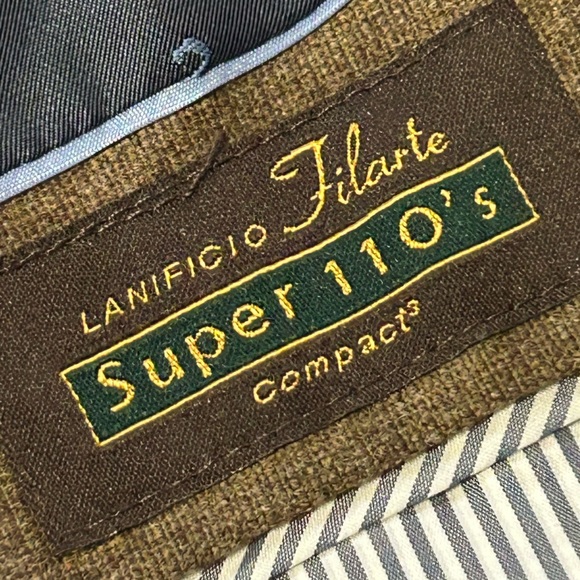 LANIFICIO Filarte
Super 110's
Compact³